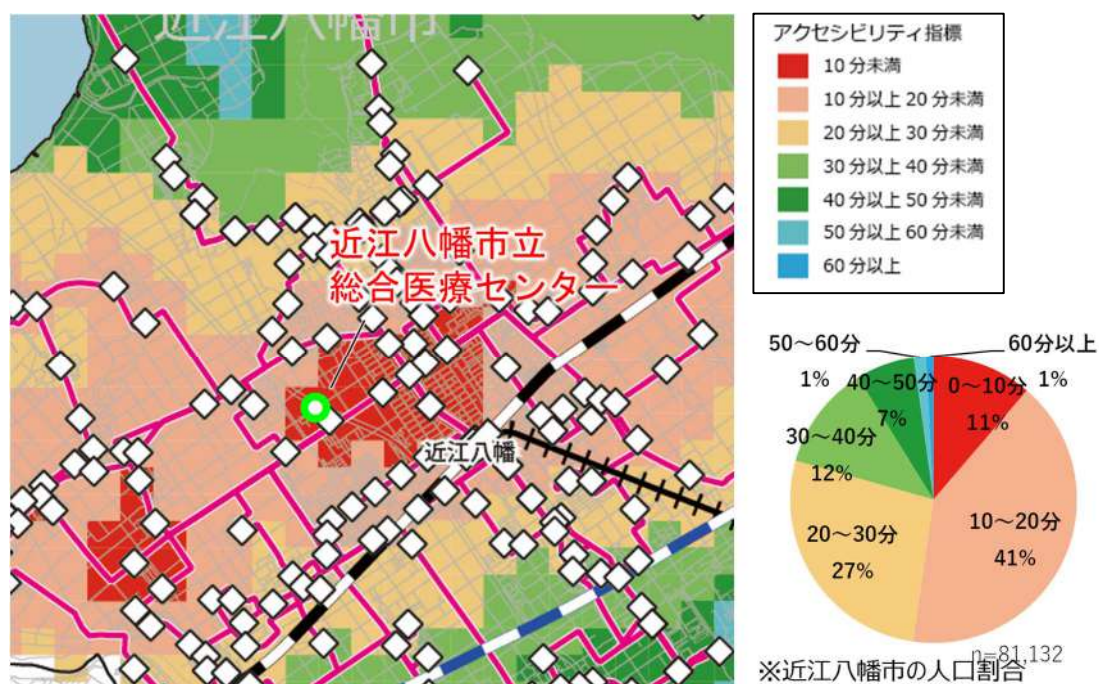 近江八幡市
近江八幡市立
総合医療センター
近江八幡
アクセシビリティ指標
10分未満
10分以上20分未満
20分以上30分未満
30分以上40分未満
40分以上50分未満
50分以上60分未満
60分以上
50～60分
1%
60分以上
1%
40～50分
7%
0～10分
11%
30～40分
12%
10～20分
41%
20～30分
27%
n=81,132
※近江八幡市の人口割合